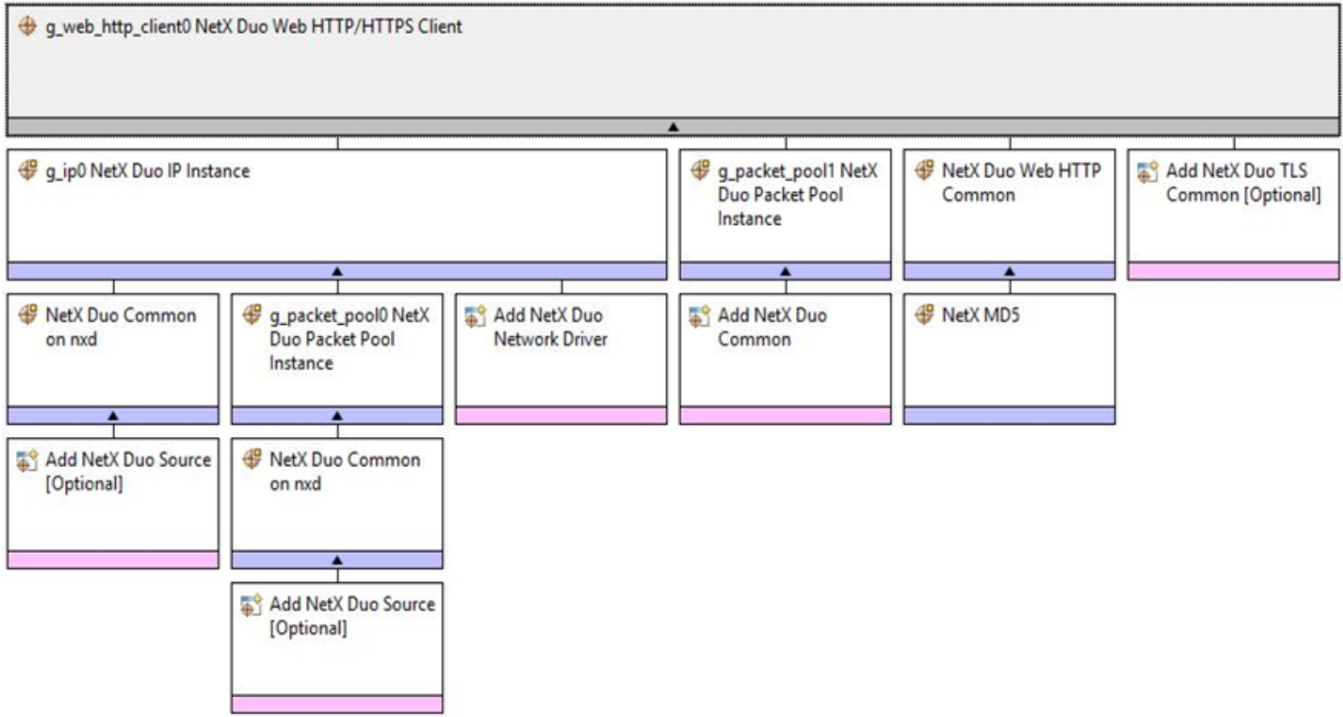 g_web_http_client0 NetX Duo Web HTTP/HTTPS Client
g_ip0 NetX Duo IP Instance
g_packet_pool1 NetX
Duo Packet Pool
Instance
NetX Duo Web HTTP
Common
Add NetX Duo TLS
Common [Optional]
NetX Duo Common
on nxd
g_packet_pool0 NetX
Duo Packet Pool
Instance
Add NetX Duo
Network Driver
Add NetX Duo
Common
NetX MD5
Add NetX Duo Source
[Optional]
NetX Duo Common
on nxd
Add NetX Duo Source
[Optional]